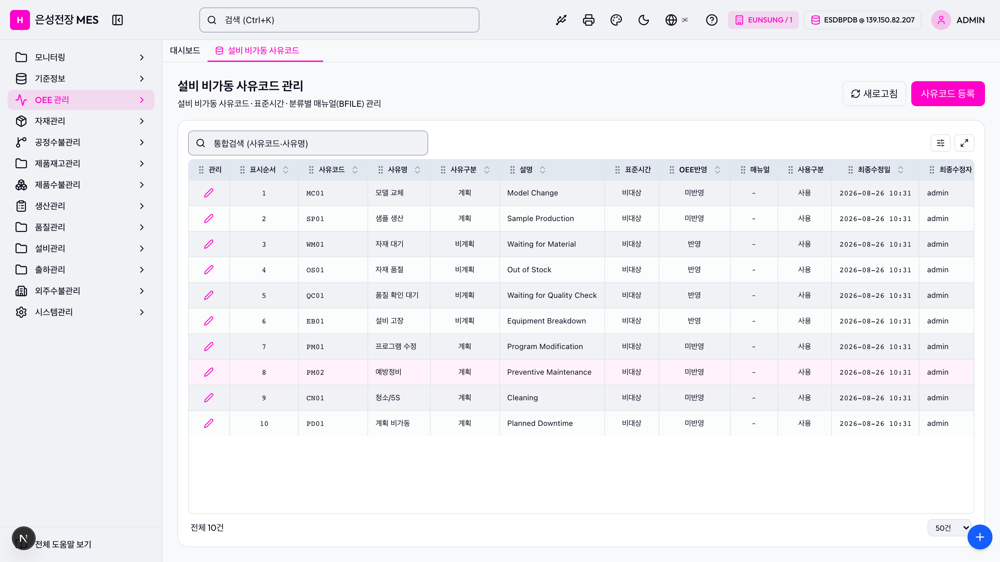 H 은성전장 MES
검색 (Ctrl+K)
EUNSUNG / 1
ESDBPDB @ 139.150.82.207
ADMIN
모니터링
기준정보
OEE 관리
자재관리
공정수불관리
제품재고관리
제품수불관리
생산관리
품질관리
설비관리
출하관리
외주수불관리
시스템관리
N 전체 도움말 보기
대시보드 설비 비가동 사유코드
설비 비가동 사유코드 관리
설비 비가동 사유코드 · 표준시간 · 분류별 매뉴얼(BFILE) 관리
새로고침 사유코드 등록
통합검색 (사유코드·사유명)
관리 표시순서 사유코드 사유명 사유구분 설명 표준시간 OEE반영 매뉴얼 사용구분 최종수정일 최종수정자
1 MC01 모델 교체 계획 Model Change 비대상 미반영 - 사용 2026-08-26 10:31 admin
2 SP01 샘플 생산 계획 Sample Production 비대상 미반영 - 사용 2026-08-26 10:31 admin
3 WM01 자재 대기 비계획 Waiting for Material 비대상 반영 - 사용 2026-08-26 10:31 admin
4 OS01 자재 품절 비계획 Out of Stock 비대상 반영 - 사용 2026-08-26 10:31 admin
5 QC01 품질 확인 대기 비계획 Waiting for Quality Check 비대상 반영 - 사용 2026-08-26 10:31 admin
6 EB01 설비 고장 비계획 Equipment Breakdown 비대상 반영 - 사용 2026-08-26 10:31 admin
7 PM01 프로그램 수정 계획 Program Modification 비대상 미반영 - 사용 2026-08-26 10:31 admin
8 PM02 예방정비 계획 Preventive Maintenance 비대상 미반영 - 사용 2026-08-26 10:31 admin
9 CN01 청소/5S 계획 Cleaning 비대상 미반영 - 사용 2026-08-26 10:31 admin
10 PD01 계획 비가동 계획 Planned Downtime 비대상 미반영 - 사용 2026-08-26 10:31 admin
전체 10건
50건